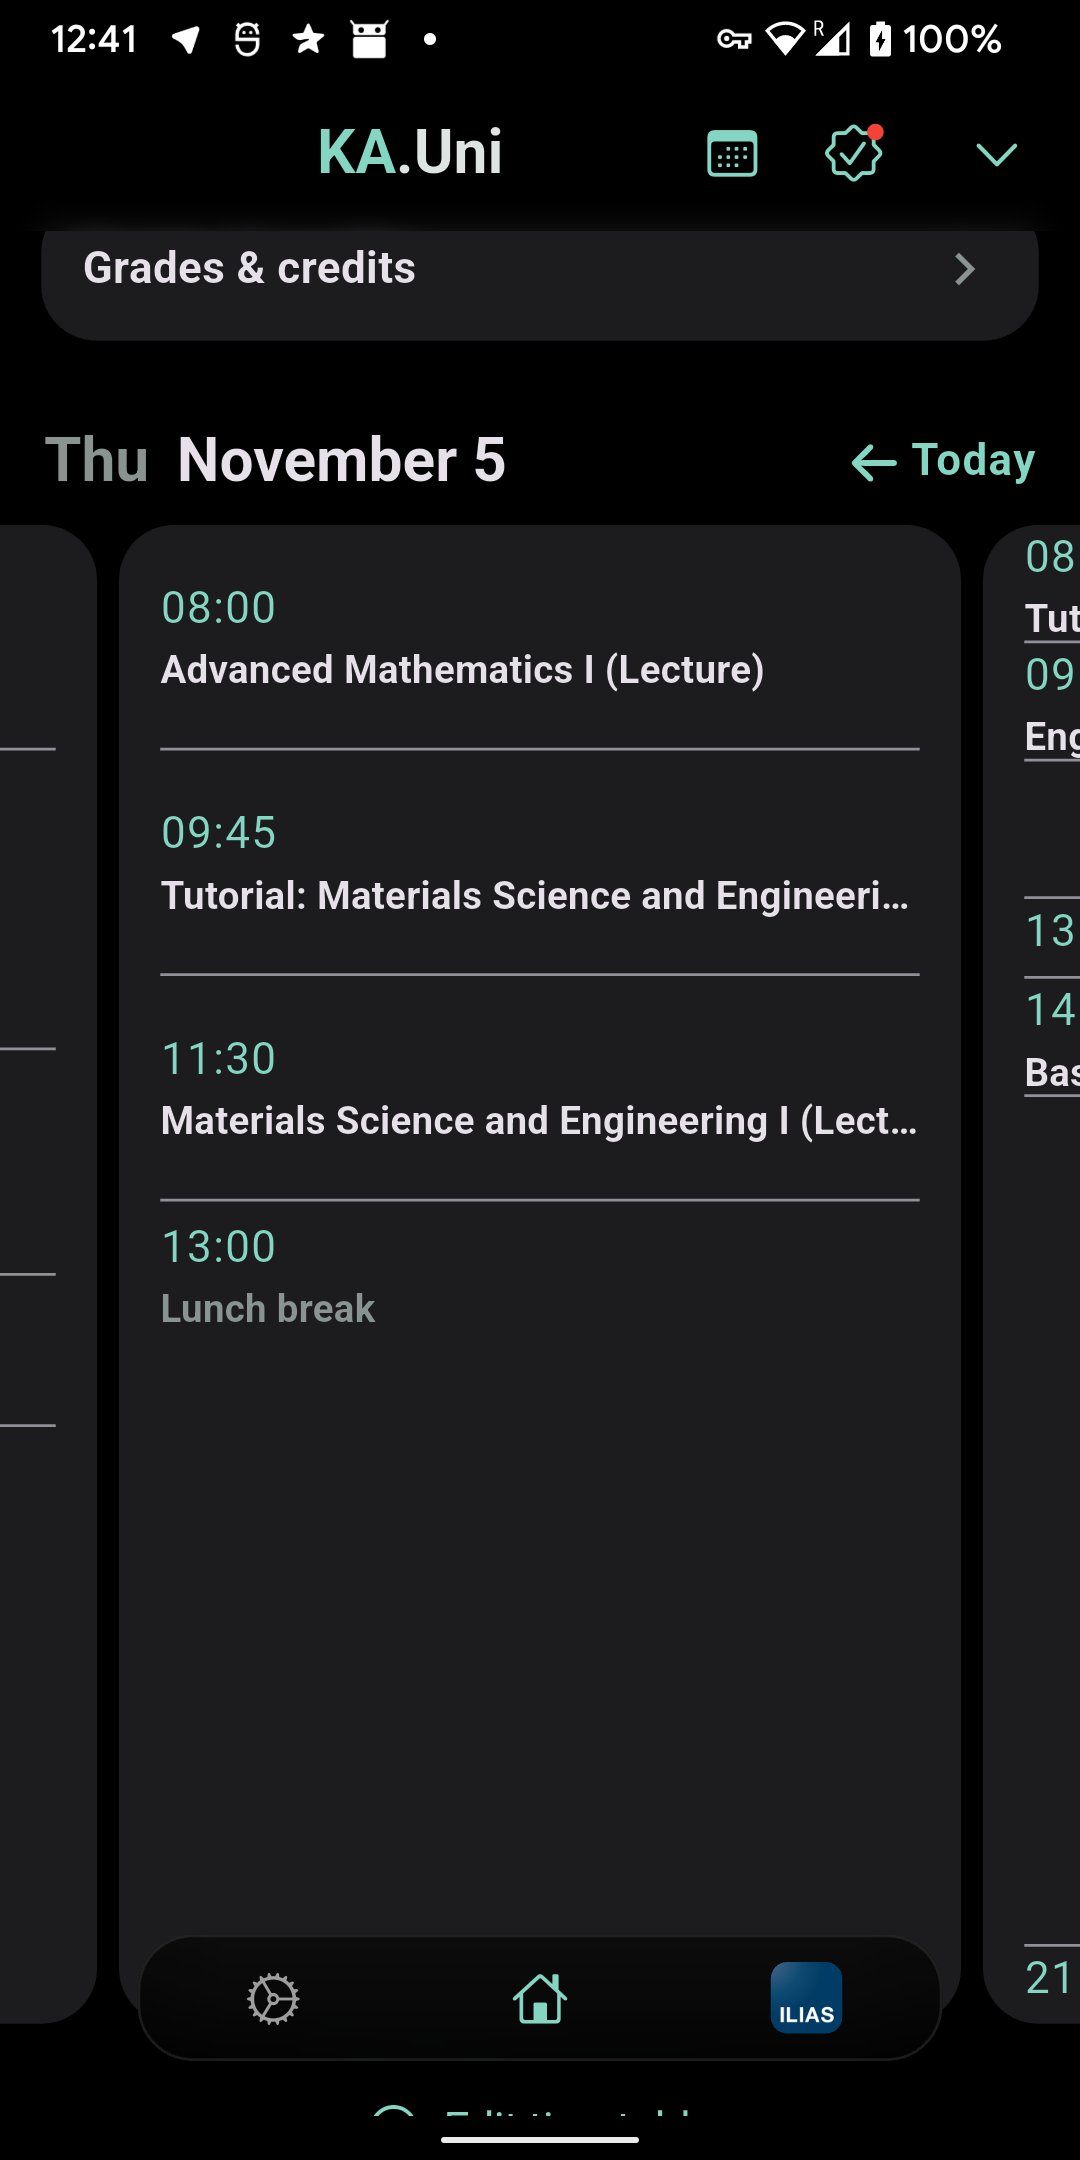 12:41
R
100%
KA.Uni
Grades & credits
Thu November 5
Today
08:00
Advanced Mathematics I (Lecture)
09:45
Tutorial: Materials Science and Engineeri...
11:30
Materials Science and Engineering I (Lect...
13:00
Lunch break
08
Tut
09
Eng
13
14
Bas
21
ILIAS